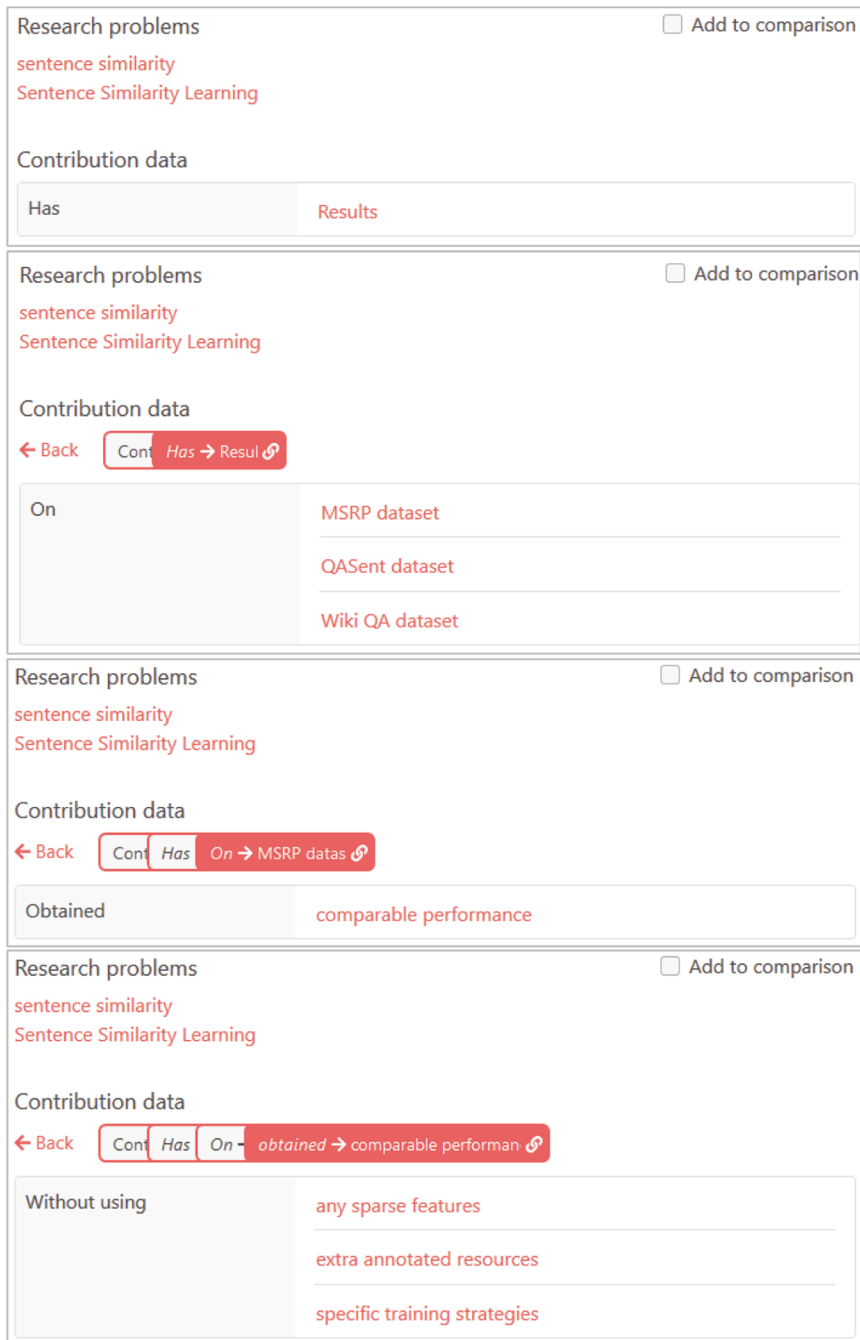 Research problems
Add to comparison
sentence similarity
Sentence Similarity Learning
Contribution data
Has
Results
Research problems
Add to comparison
sentence similarity
Sentence Similarity Learning
Contribution data
← Back Cont Has → Resul
On
MSRP dataset
QASent dataset
Wiki QA dataset
Research problems
Add to comparison
sentence similarity
Sentence Similarity Learning
Contribution data
← Back Cont Has On → MSRP datas
Obtained
comparable performance
Research problems
Add to comparison
sentence similarity
Sentence Similarity Learning
Contribution data
← Back Cont Has On obtained → comparable performan
Without using
any sparse features
extra annotated resources
specific training strategies